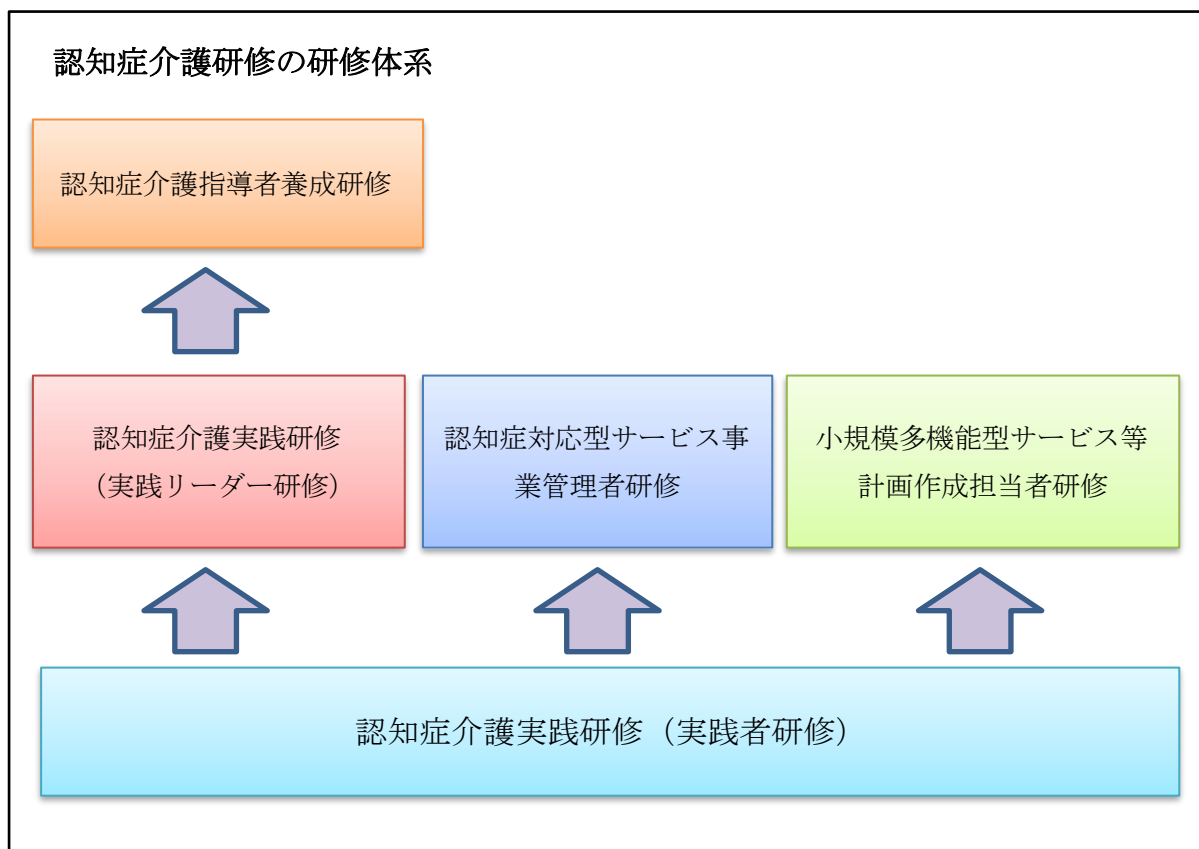 認知症介護研修の研修体系
認知症介護指導者養成研修
認知症介護実践研修
（実践リーダー研修）
認知症対応型サービス事
業管理者研修
小規模多機能型サービス等
計画作成担当者研修
認知症介護実践研修（実践者研修）